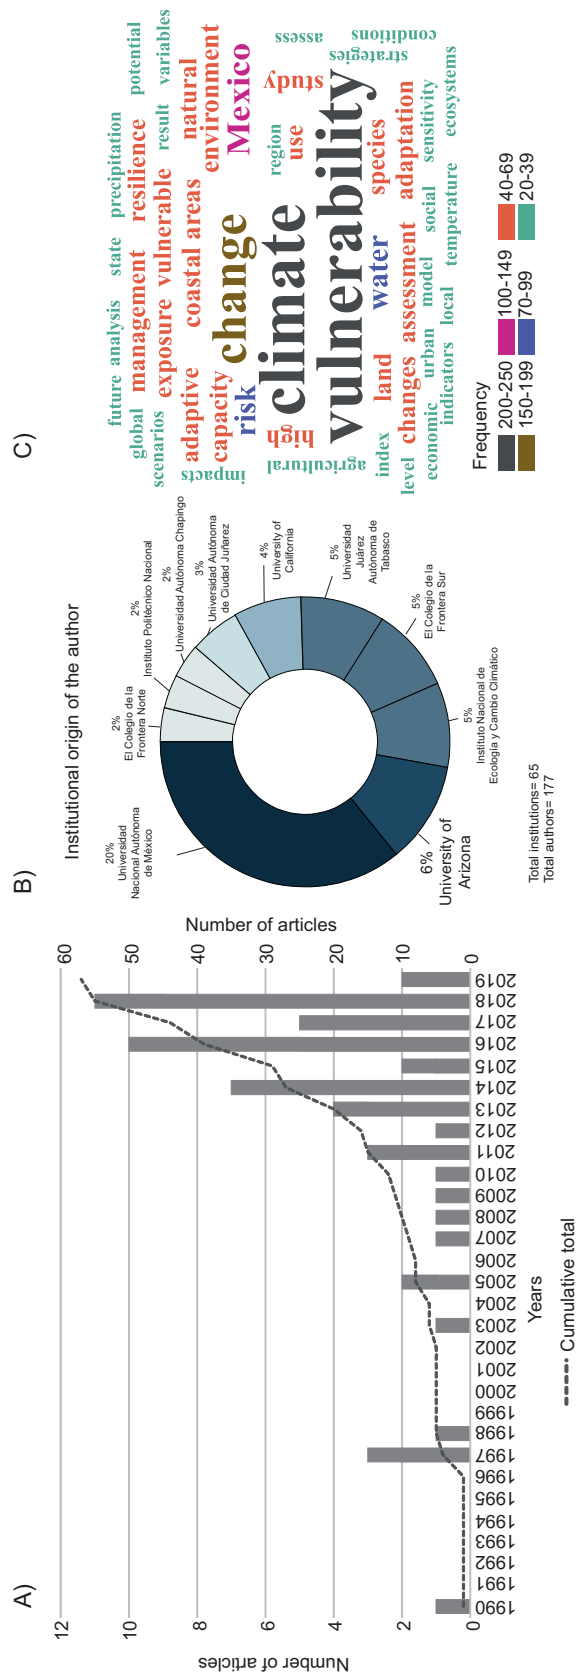 A)
Number of articles
12
10
8
6
4
2
0
60
50
40
30
20
10
0
Number of articles
1990
1991
1992
1993
1994
1995
1996
1997
1998
1999
2000
2001
2002
2003
2004
2005
2006
2007
2008
2009
2010
2011
2012
2013
2014
2015
2016
2017
2018
2019
Years
Cumulative total
B)
Institutional origin of the author
20%
Universidad
Nacional Autónoma
de México
2%
El Colegio de la
Frontera Norte
2%
Instituto Politécnico Nacional
2%
Universidad Autónoma Chapingo
3%
Universidad Autónoma
de Ciudad Juñarez
4%
University of
California
5%
Universidad
Juárez
Autónoma de
Tabasco
5%
El Colegio de la
Frontera Sur
5%
Instituto Nacional de
Ecología y Cambio Climático
6%
University of
Arizona
Total institutions= 65
Total authors= 177
C)
future analysis state precipitation potential
global management resilience
scenarios exposure vulnerable result variables
adaptive coastal areas natural
capacity environment
impacts risk change Mexico
high climate region use study assess
agricultural vulnerability strategies
index land water species conditions
level changes assessment adaptation
economic urban model social sensitivity
indicators local temperature ecosystems
Frequency
200-250 100-149 40-69
150-199 70-99 20-39